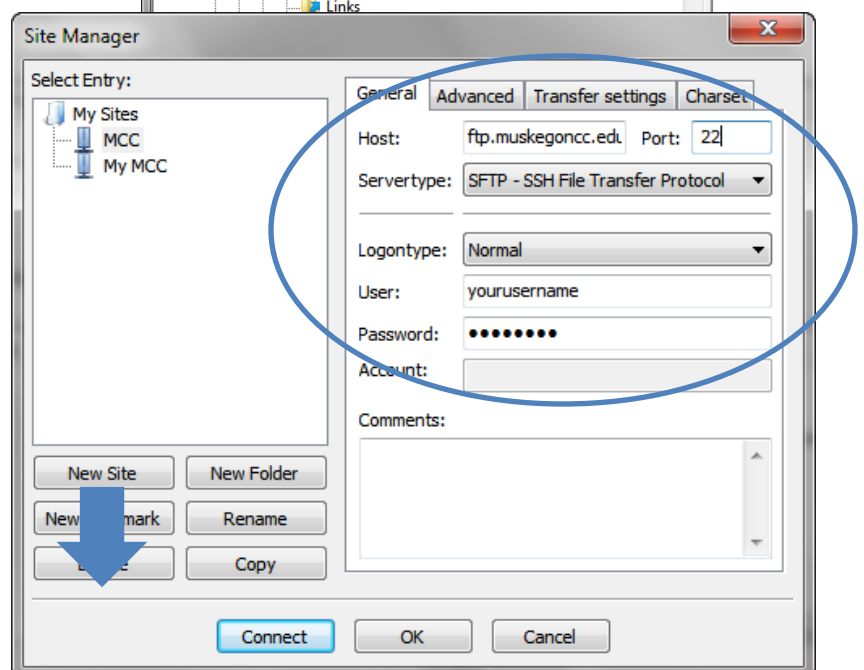 Links
Site Manager
Select Entry:
My Sites
MCC
My MCC
General Advanced Transfer settings Charset
Host: ftp.muskegoncc.edu Port: 22
Servertype: SFTP - SSH File Transfer Protocol
Logontype: Normal
User: yourusername
Password: ••••••••
Account:
Comments:
New Site New Folder
New mark Rename
Copy
Connect OK Cancel